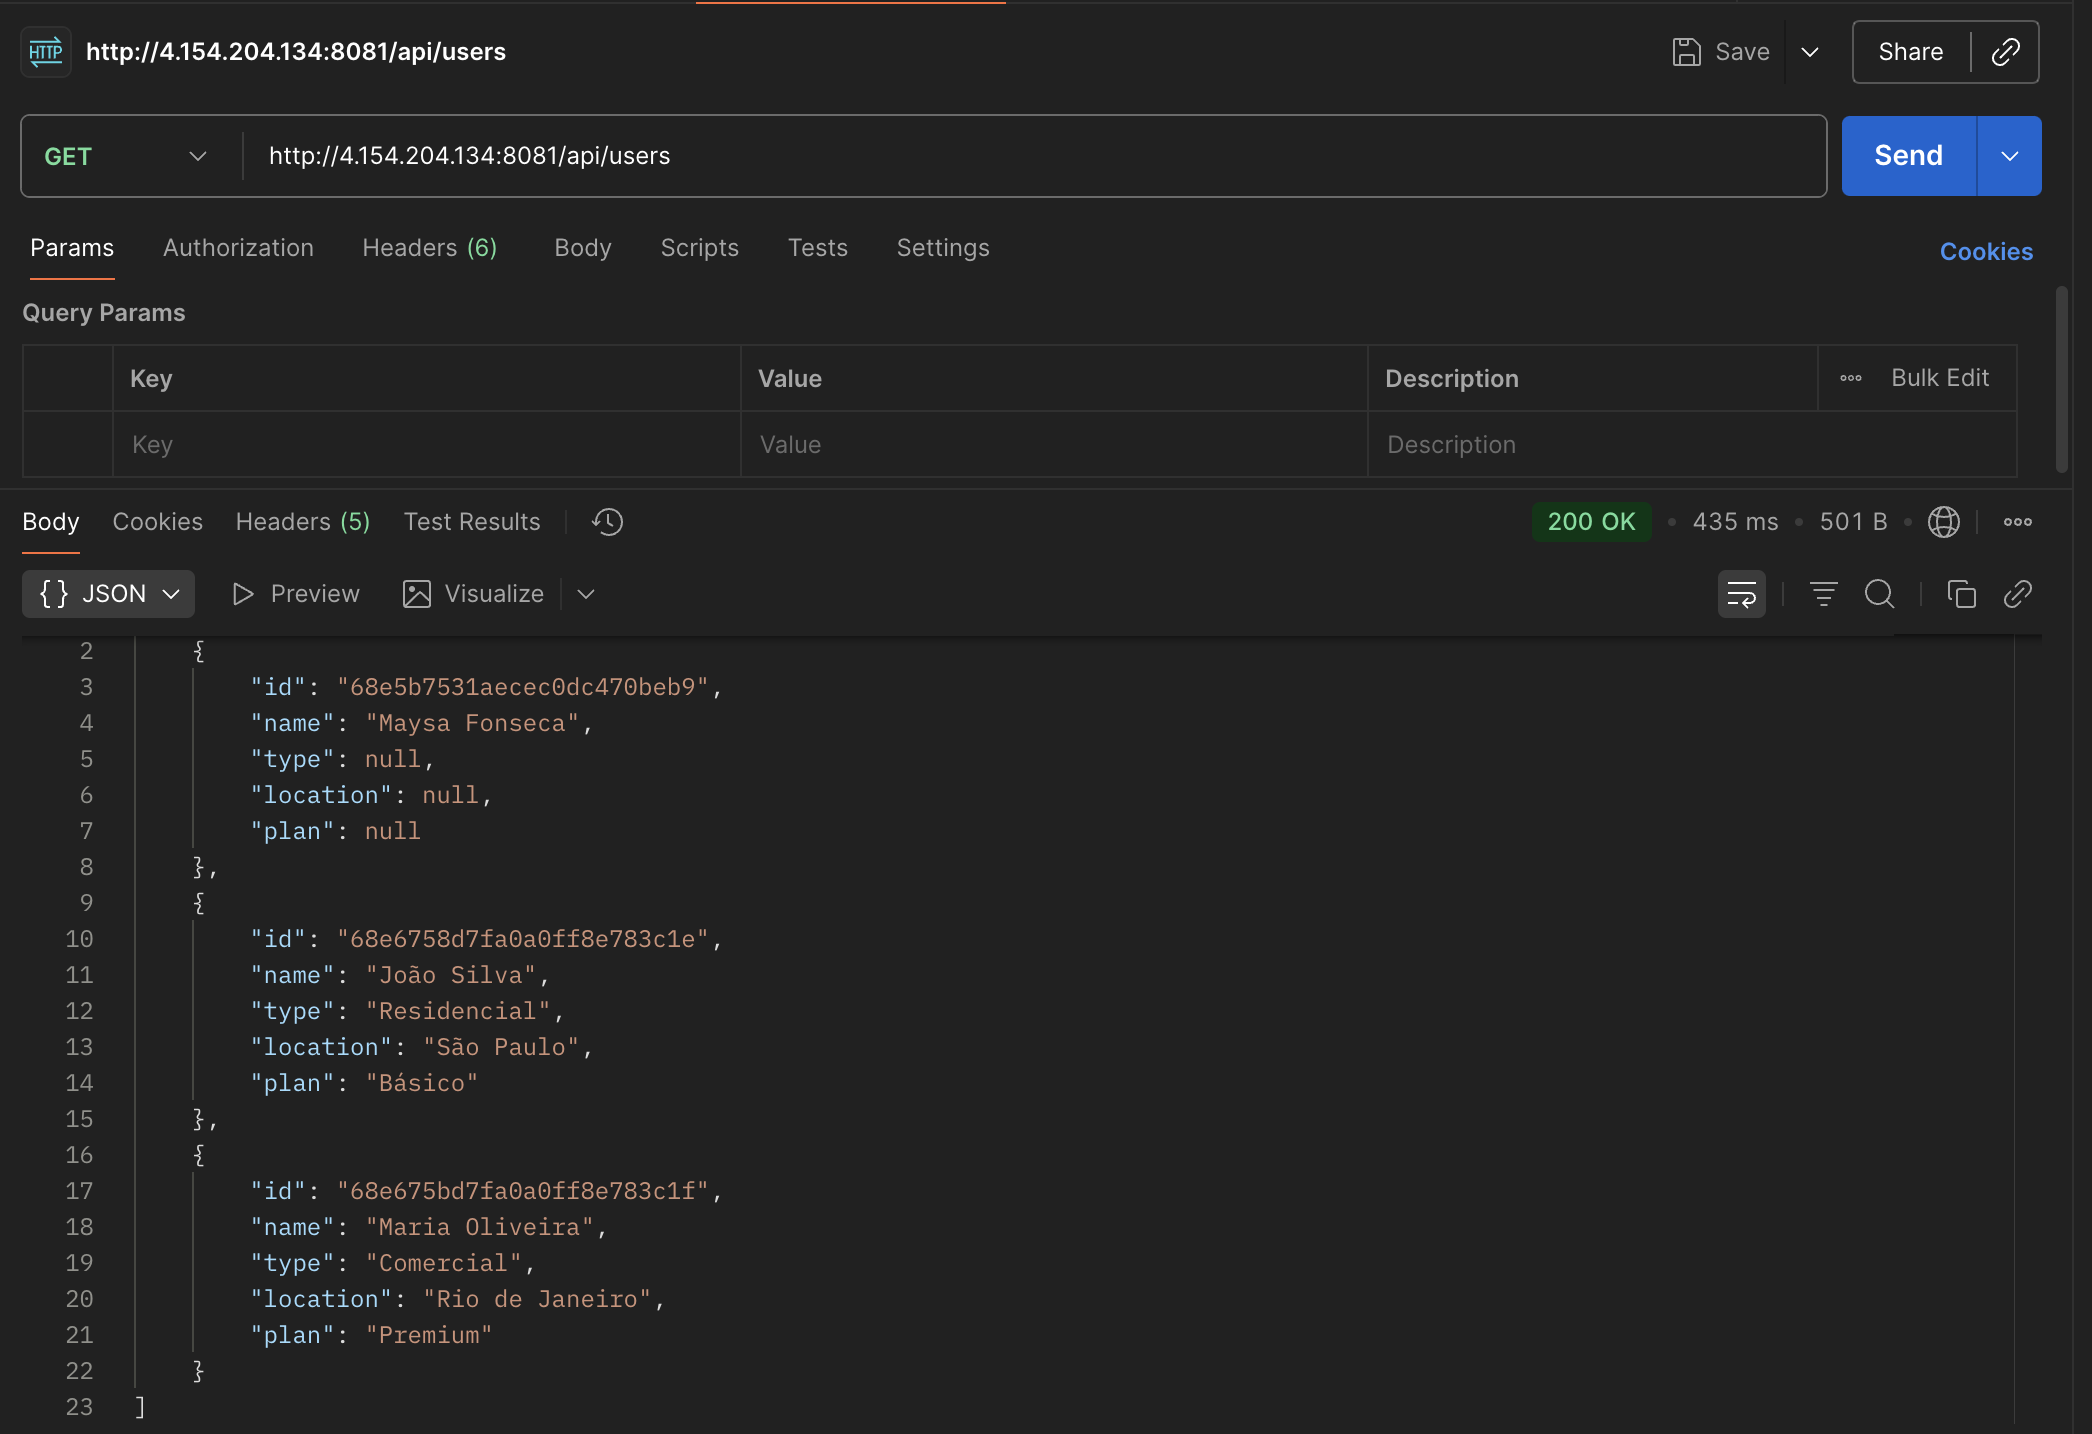 HTTP http://4.154.204.134:8081/api/users Save Share
GET http://4.154.204.134:8081/api/users Send
Params Authorization Headers (6) Body Scripts Tests Settings Cookies
Query Params
Key Value Description Bulk Edit
Key Value Description
Body Cookies Headers (5) Test Results 200 OK • 435 ms • 501 B •
{} JSON Preview Visualize
2 {
3 "id": "68e5b7531aecec0dc470beb9",
4 "name": "Maysa Fonseca",
5 "type": null,
6 "location": null,
7 "plan": null
8 },
9 {
10 "id": "68e6758d7fa0a0ff8e783c1e",
11 "name": "João Silva",
12 "type": "Residencial",
13 "location": "São Paulo",
14 "plan": "Básico"
15 },
16 {
17 "id": "68e675bd7fa0a0ff8e783c1f",
18 "name": "Maria Oliveira",
19 "type": "Comercial",
20 "location": "Rio de Janeiro",
21 "plan": "Premium"
22 }
23 ]